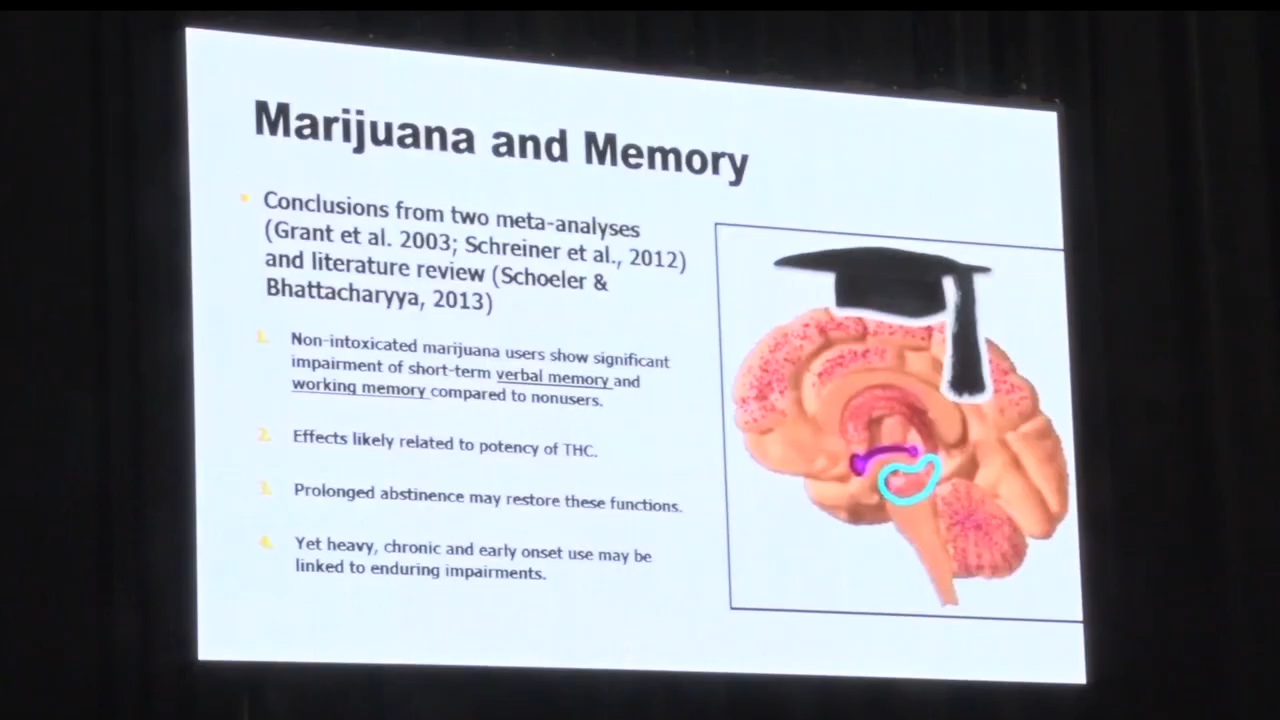 Marijuana and Memory
Conclusions from two meta-analyses
(Grant et al. 2003; Schreiner et al., 2012)
and literature review (Schoeler &
Bhattacharyya, 2013)
1. Non-intoxicated marijuana users show significant
impairment of short-term verbal memory and
working memory compared to nonusers.
2. Effects likely related to potency of THC.
3. Prolonged abstinence may restore these functions.
4. Yet heavy, chronic and early onset use may be
linked to enduring impairments.